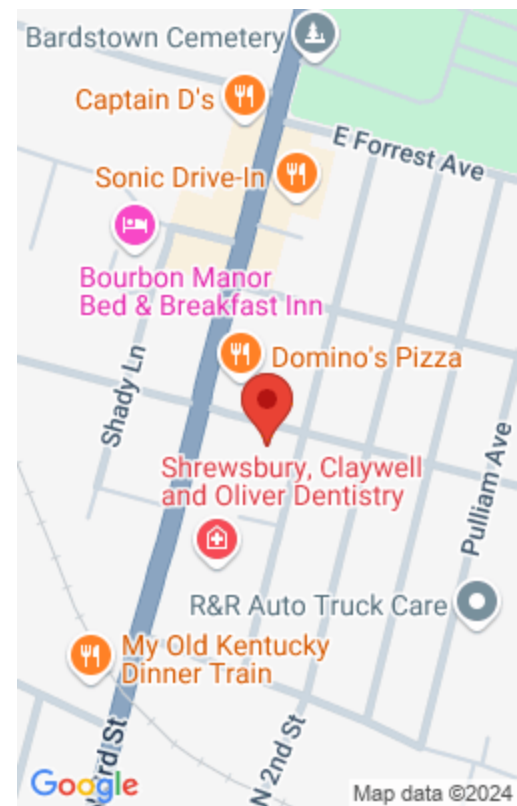 Bardstown Cemetery
Captain D's
E Forrest Ave
Sonic Drive-In
Bourbon Manor
Bed & Breakfast Inn
Domino's Pizza
Shady Ln
Shrewsbury, Claywell
and Oliver Dentistry
Pulliam Ave
R&R Auto Truck Care
My Old Kentucky
Dinner Train
rd St
N 2nd St
Google
Map data ©2024